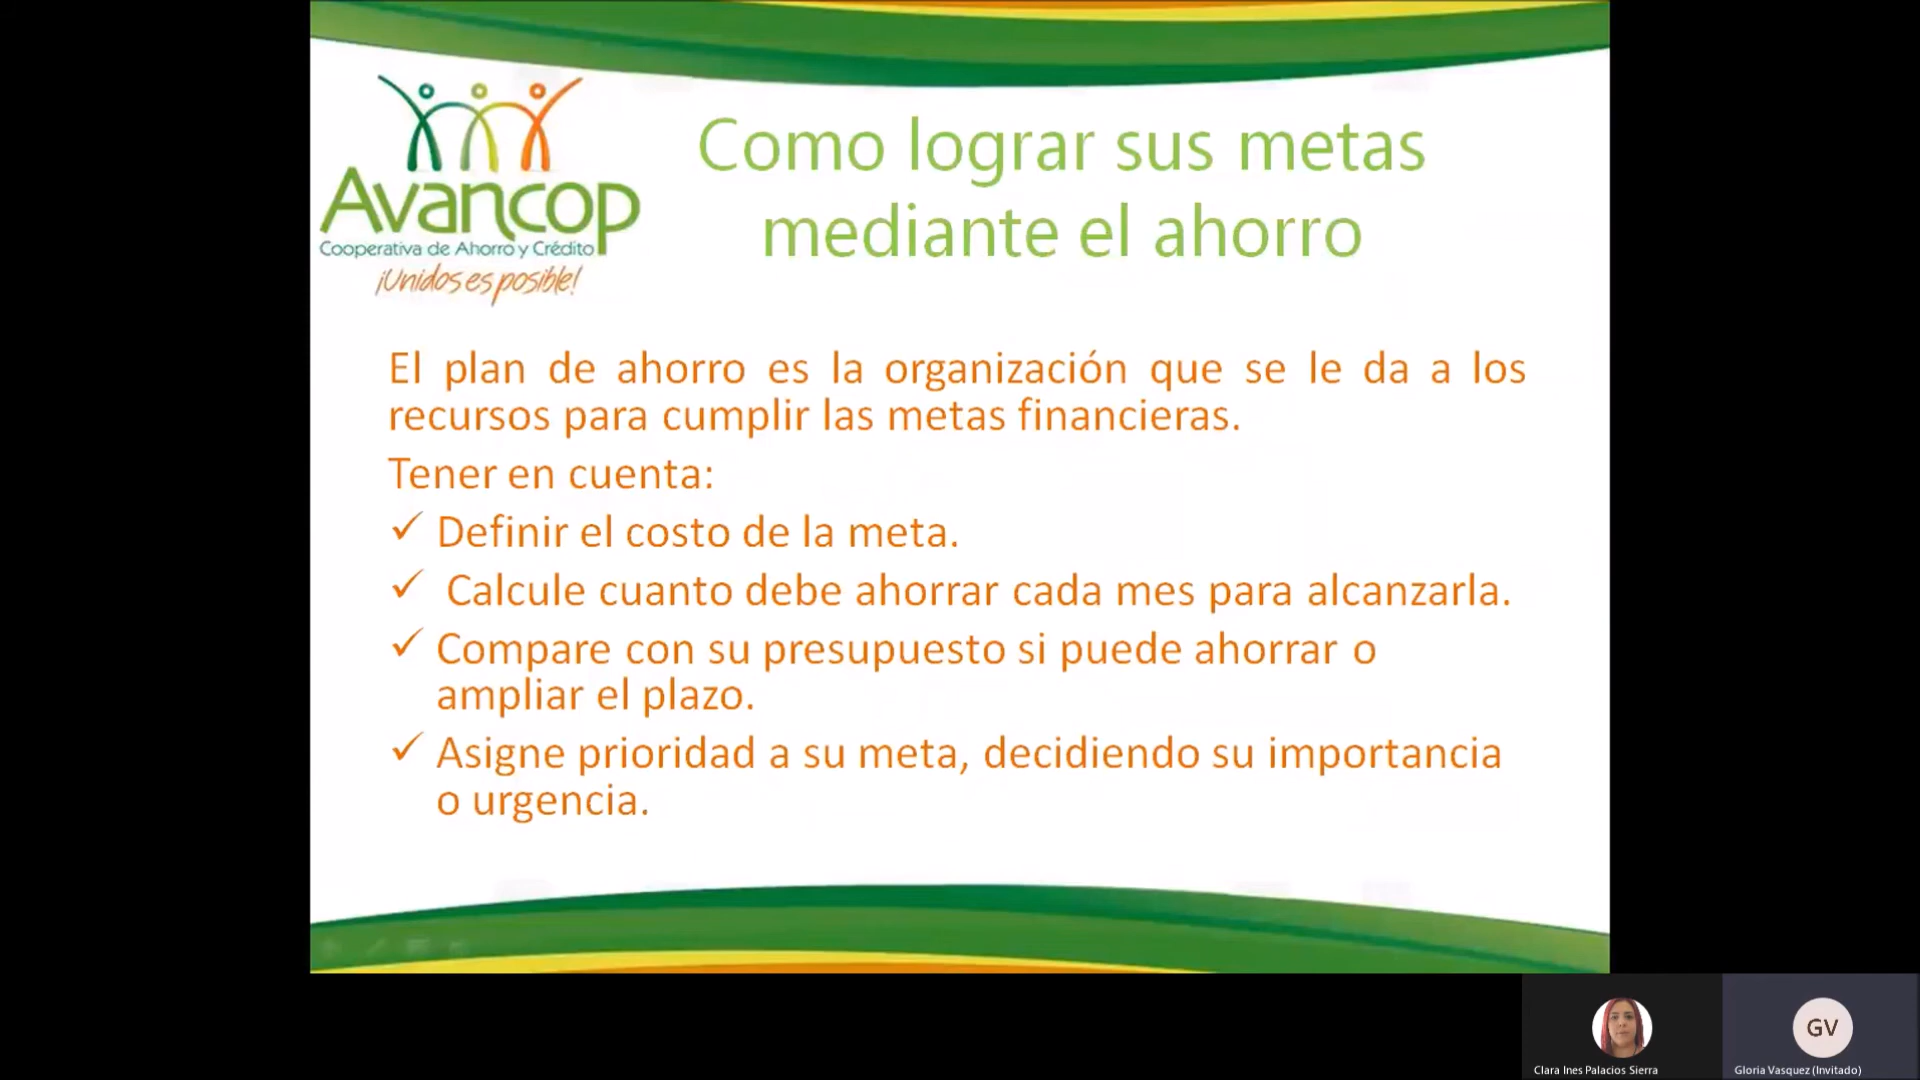 Avancop
Cooperativa de Ahorro y Crédito
¡Unidos es posible!
Como lograr sus metas
mediante el ahorro
El plan de ahorro es la organización que se le da a los
recursos para cumplir las metas financieras.
Tener en cuenta:
✓ Definir el costo de la meta.
✓ Calcule cuanto debe ahorrar cada mes para alcanzarla.
✓ Compare con su presupuesto si puede ahorrar o
ampliar el plazo.
✓ Asigne prioridad a su meta, decidiendo su importancia
o urgencia.
GV
Clara Ines Palacios Sierra
Gloria Vasquez (Invitado)